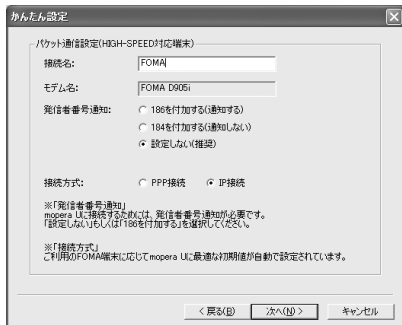 かんたん設定
パケット通信設定(HIGH-SPEED対応端末)
接続名: FOMA
モデム名: FOMA D905i
発信者番号通知: 186を付加する(通知する)
184を付加する(通知しない)
設定しない(推奨)
接続方式: PPP接続 IP接続
※「発信者番号通知」
mopera Uに接続するためには、発信者番号通知が必要です。
「設定しない」もしくは「186を付加する」を選択してください。
※「接続方式」
ご利用のFOMA端末に応じてmopera Uに最適な初期値が自動で設定されています。
< 戻る(B) 次へ(N) > キャンセル